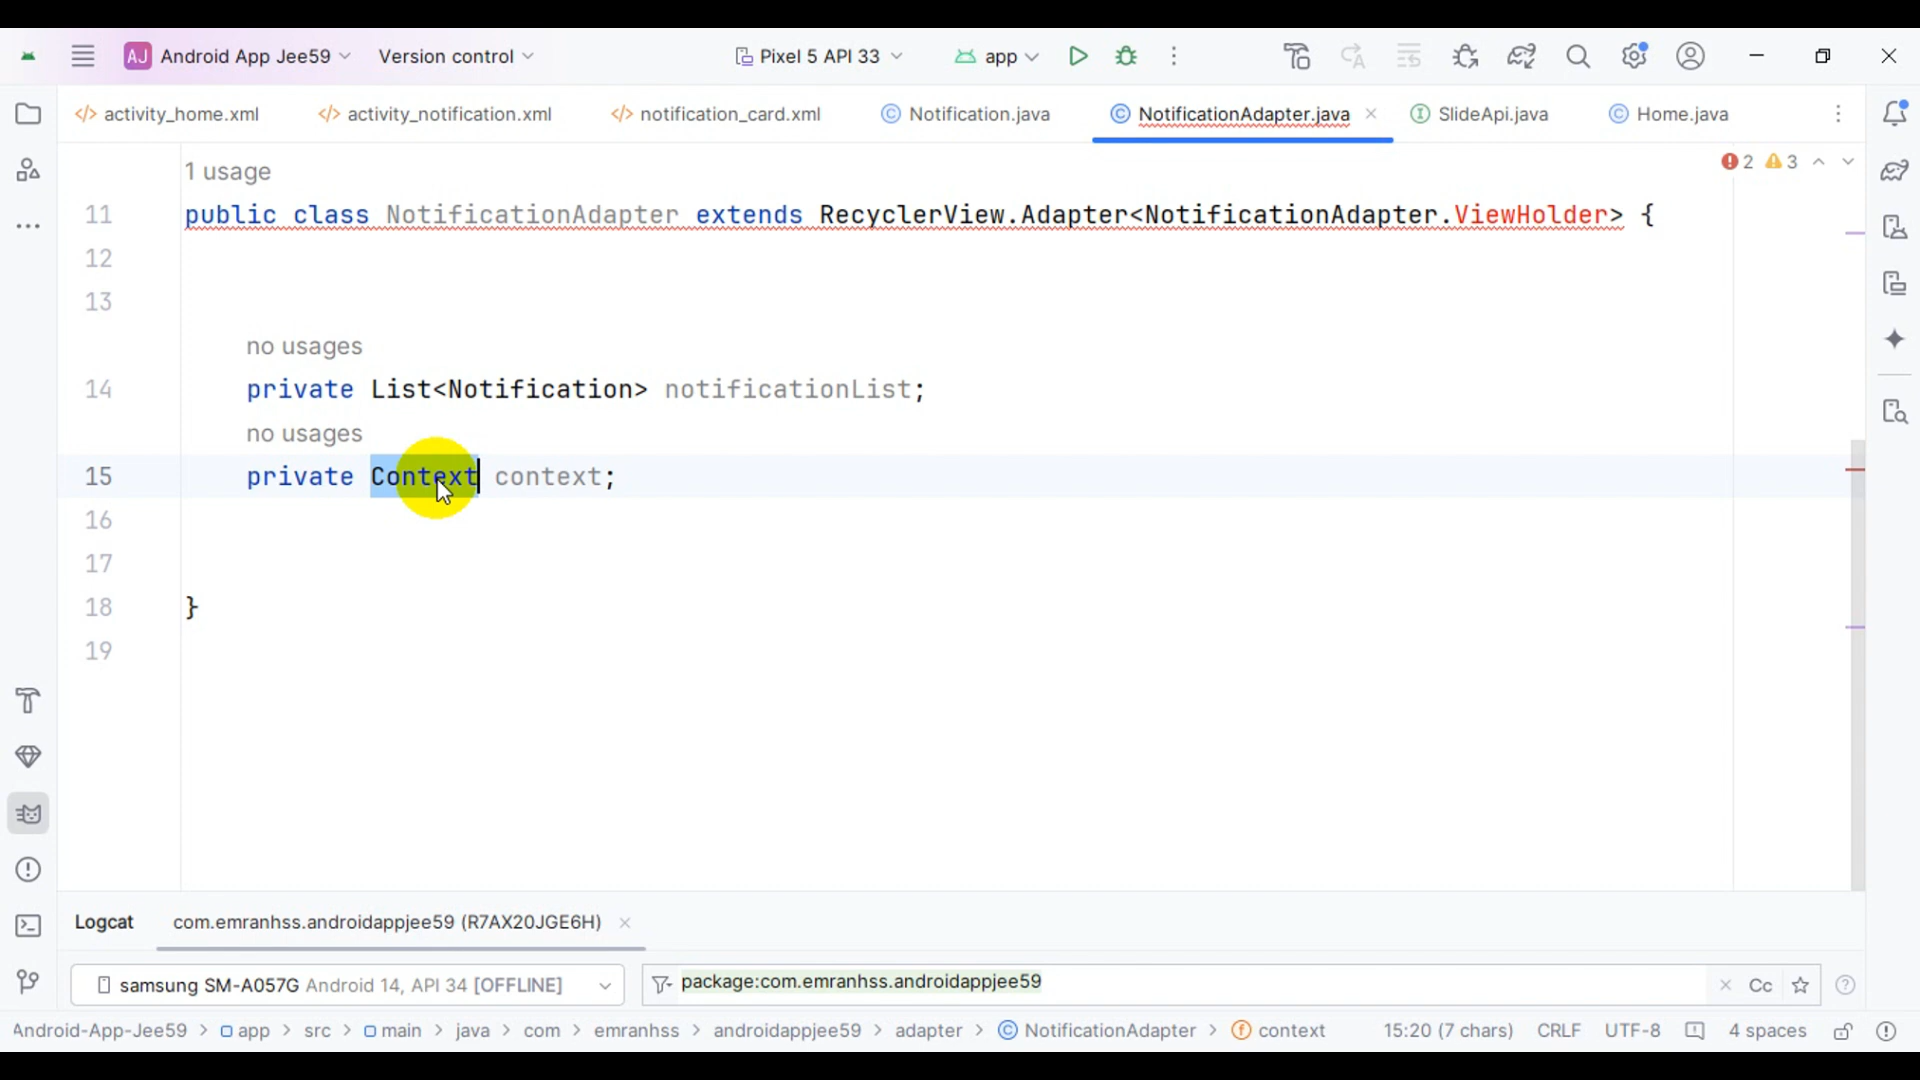 AJ Android App Jee59 Version control Pixel 5 API 33 app
activity_home.xml activity_notification.xml notification_card.xml Notification.java NotificationAdapter.java SlideApi.java Home.java
1 usage 2 3
11 public class NotificationAdapter extends RecyclerView.Adapter<NotificationAdapter.ViewHolder> {
12
13
no usages
14 private List<Notification> notificationList;
no usages
15 private Context context;
16
17
18 }
19
Logcat com.emranhss.androidappjee59 (R7AX20JGE6H)
samsung SM-A057G Android 14, API 34 [OFFLINE] package:com.emranhss.androidappjee59 Cc
Android-App-Jee59 > app > src > main > java > com > emranhss > androidappjee59 > adapter > NotificationAdapter > context 15:20 (7 chars) CRLF UTF-8 4 spaces